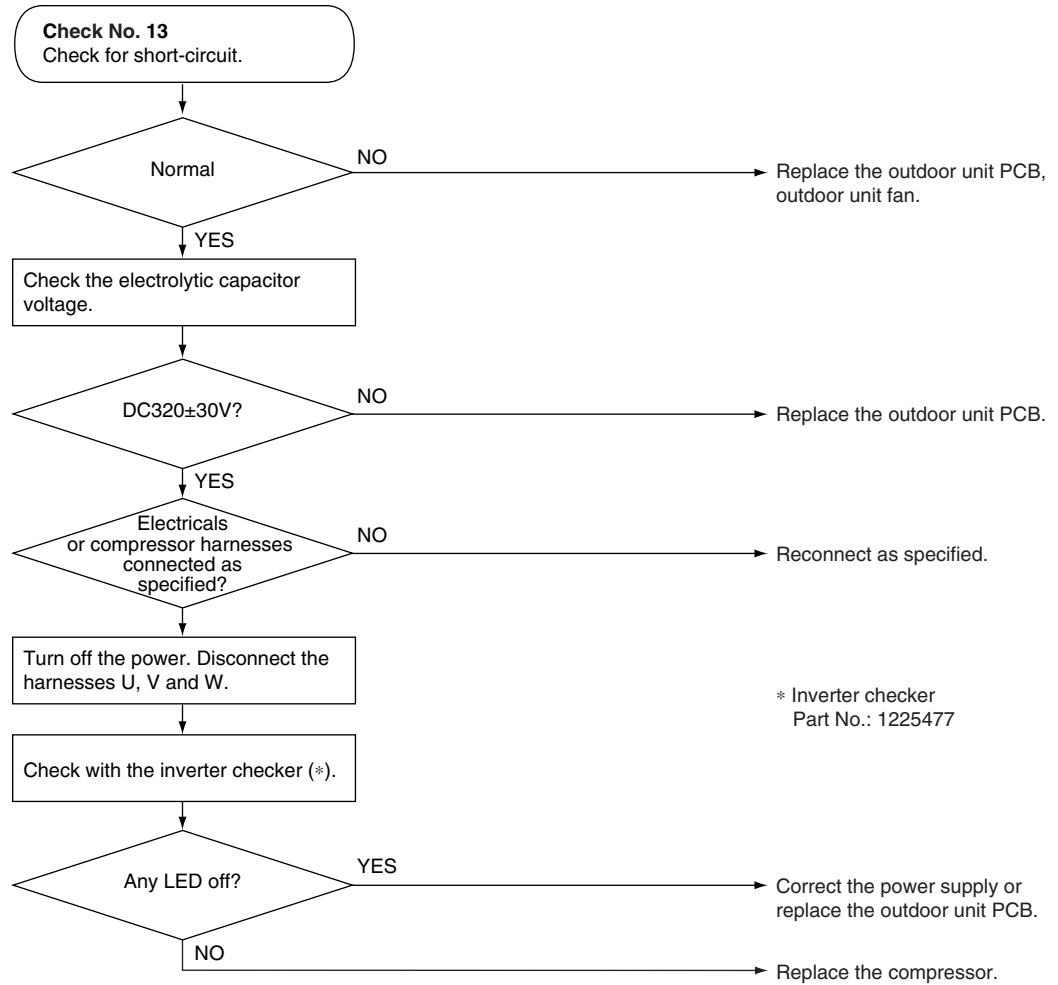 Check No. 13
Check for short-circuit.
Normal
NO
Replace the outdoor unit PCB,
outdoor unit fan.
YES
Check the electrolytic capacitor
voltage.
DC320±30V?
NO
Replace the outdoor unit PCB.
YES
Electricals
or compressor harnesses
connected as
specified?
NO
Reconnect as specified.
Turn off the power. Disconnect the
harnesses U, V and W.
* Inverter checker
Part No.: 1225477
Check with the inverter checker (*).
Any LED off?
YES
Correct the power supply or
replace the outdoor unit PCB.
NO
Replace the compressor.